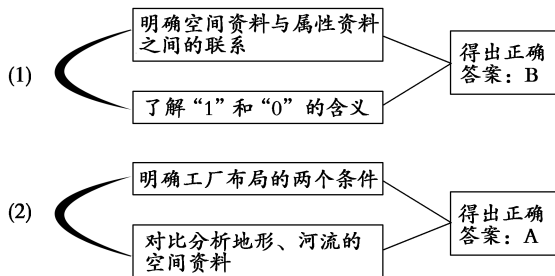 (1)
明确空间资料与属性资料
之间的联系
了解“1”和“0”的含义
得出正确
答案：B
(2)
明确工厂布局的两个条件
对比分析地形、河流的
空间资料
得出正确
答案：A